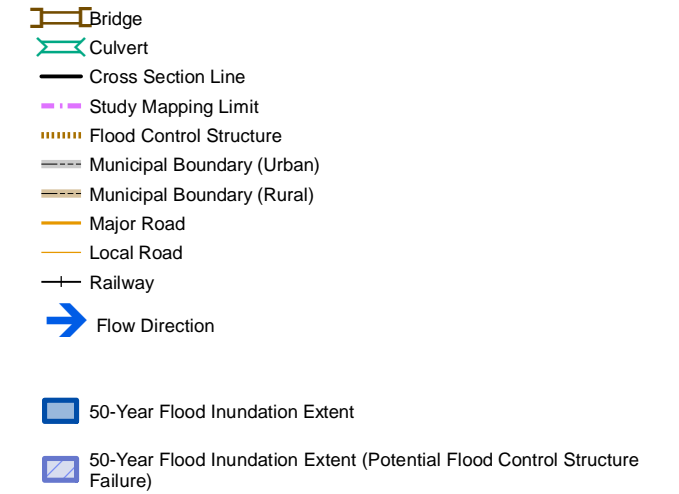 Bridge
Culvert
Cross Section Line
Study Mapping Limit
Flood Control Structure
Municipal Boundary (Urban)
Municipal Boundary (Rural)
Major Road
Local Road
Railway
Flow Direction
50-Year Flood Inundation Extent
50-Year Flood Inundation Extent (Potential Flood Control Structure
Failure)